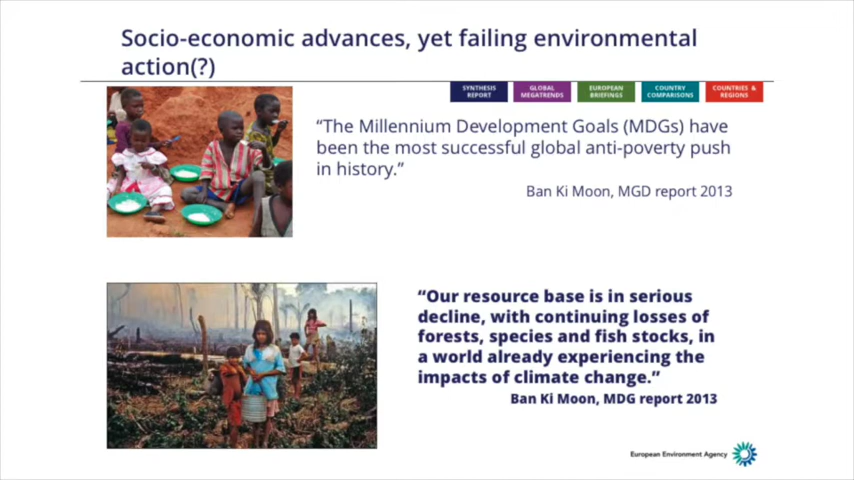 Socio-economic advances, yet failing environmental
action(?)
SYNTHESIS
REPORT
GLOBAL
MEGATRENDS
EUROPEAN
BRIEFINGS
COUNTRY
COMPARISONS
COUNTRIES &
REGIONS
“The Millennium Development Goals (MDGs) have
been the most successful global anti-poverty push
in history.”
Ban Ki Moon, MGD report 2013
“Our resource base is in serious
decline, with continuing losses of
forests, species and fish stocks, in
a world already experiencing the
impacts of climate change.”
Ban Ki Moon, MDG report 2013
European Environment Agency